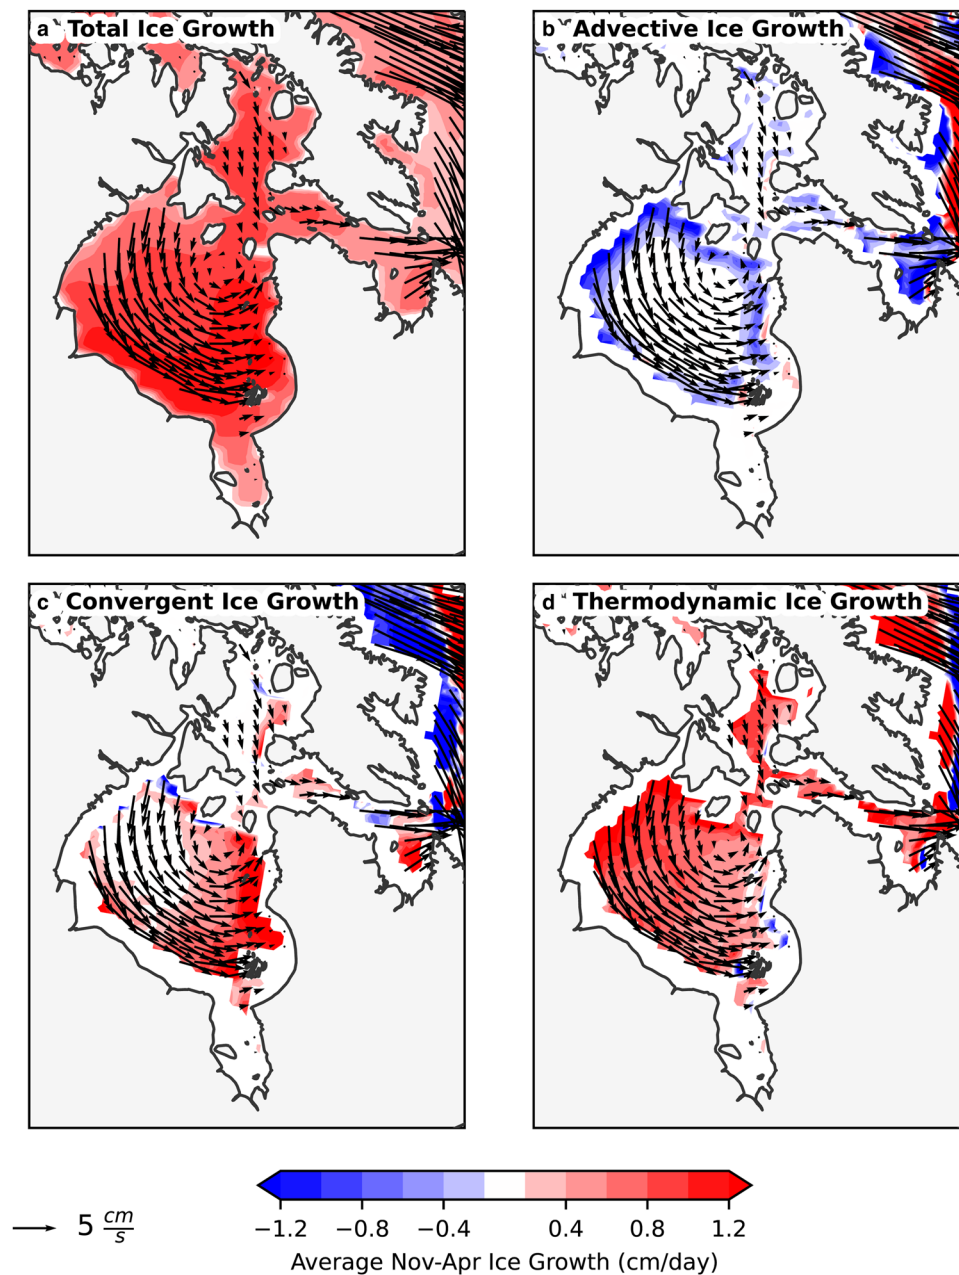 a Total Ice Growth
b Advective Ice Growth
c Convergent Ice Growth
d Thermodynamic Ice Growth
5 cm/s
−1.2 −0.8 −0.4 0.4 0.8 1.2
Average Nov-Apr Ice Growth (cm/day)